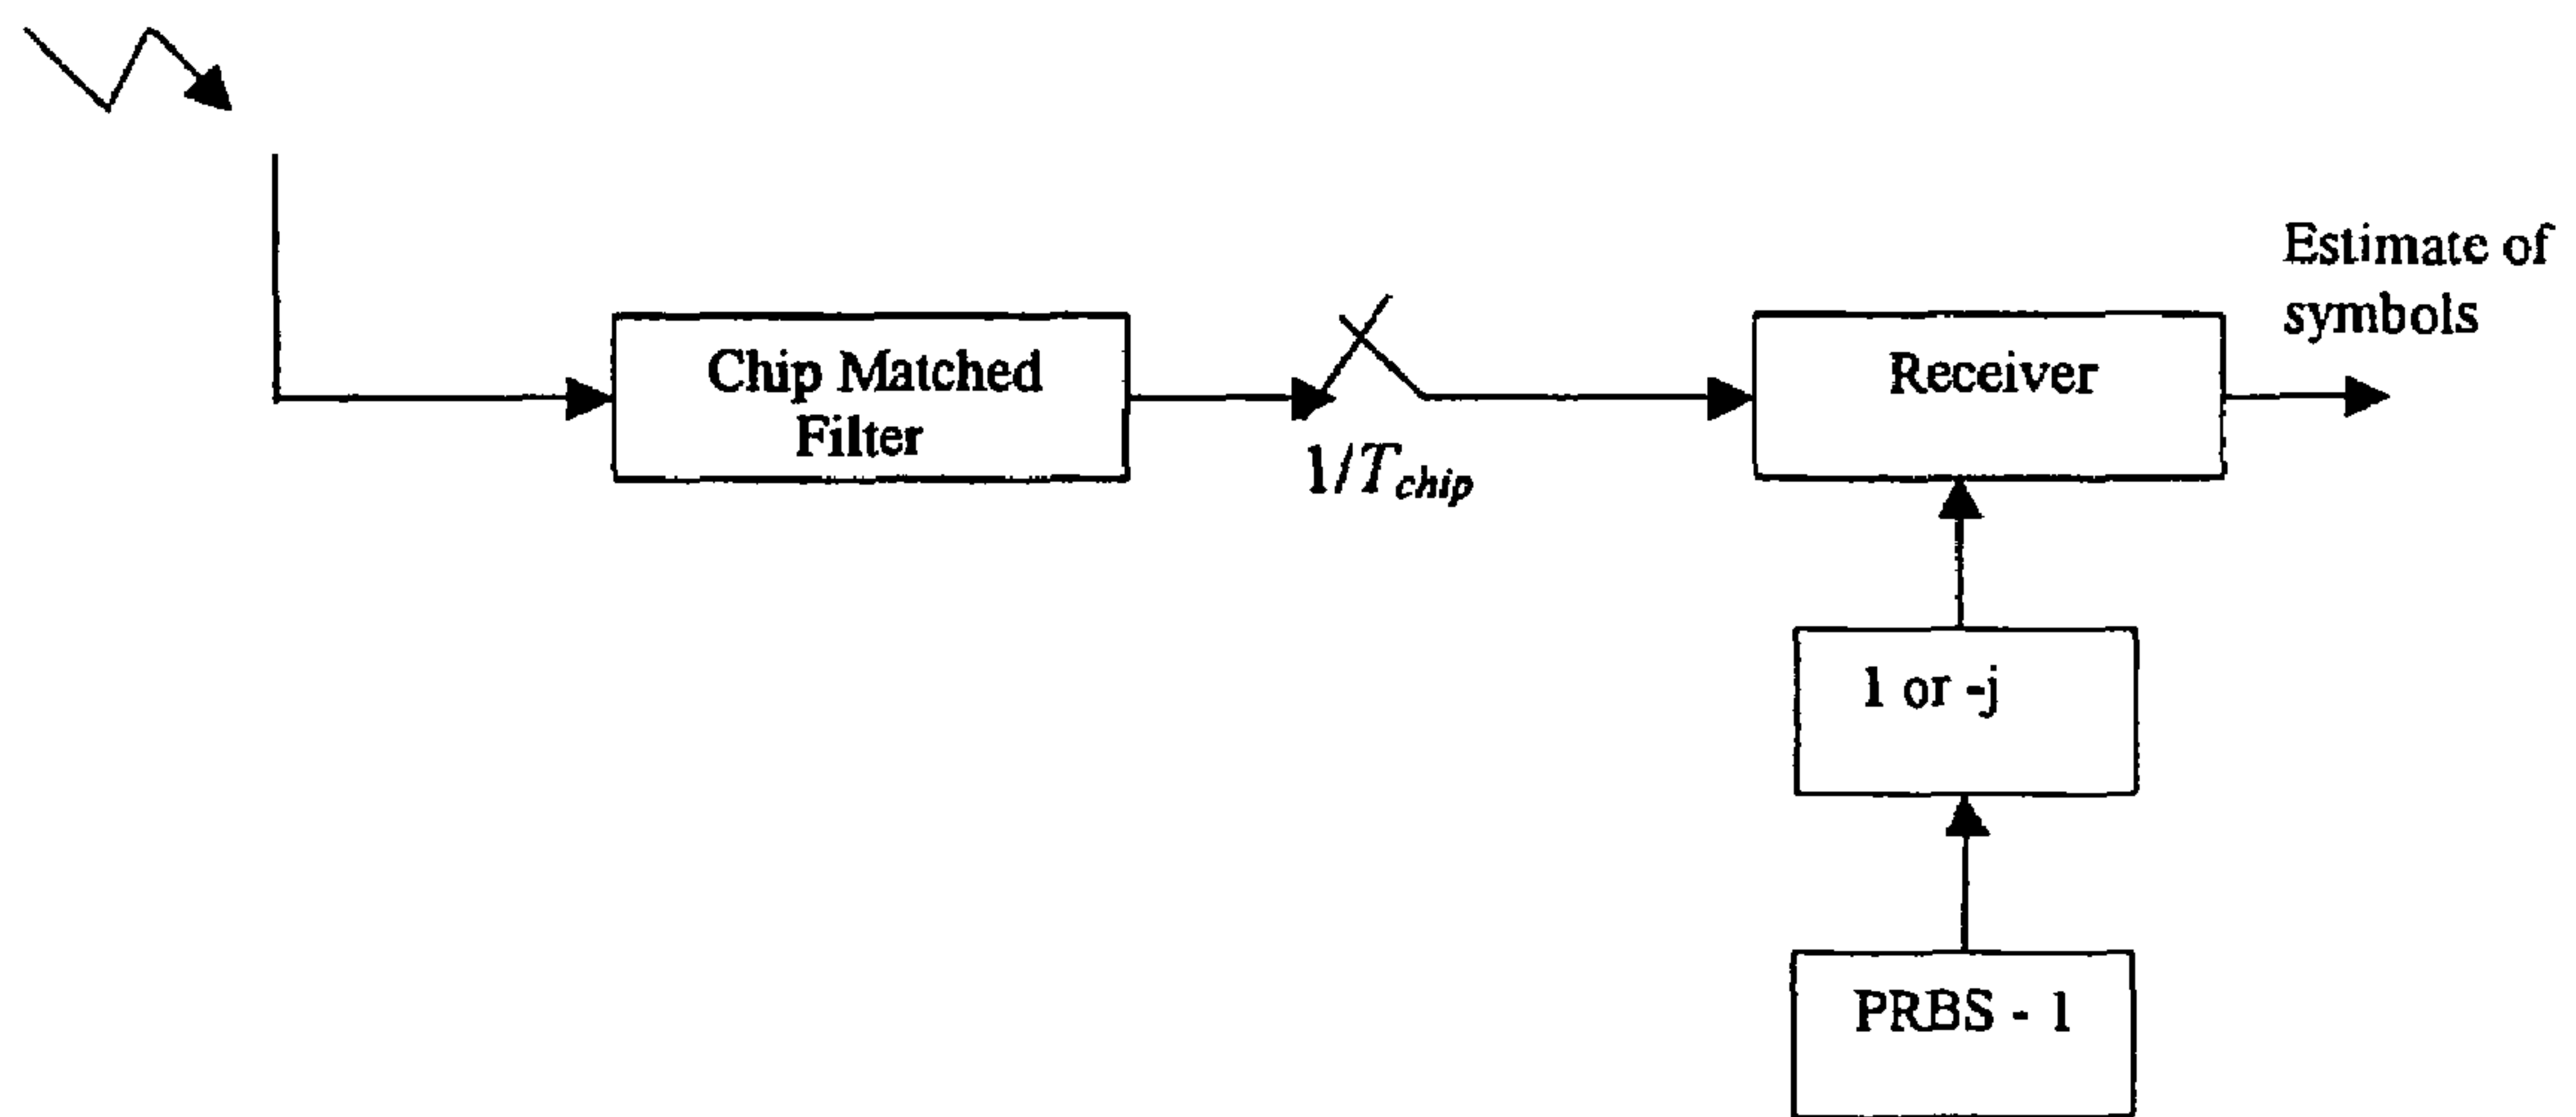 Estimate of
symbols
Chip Matched
Filter
Receiver
1/T_chip
1 or -j
PRBS - 1